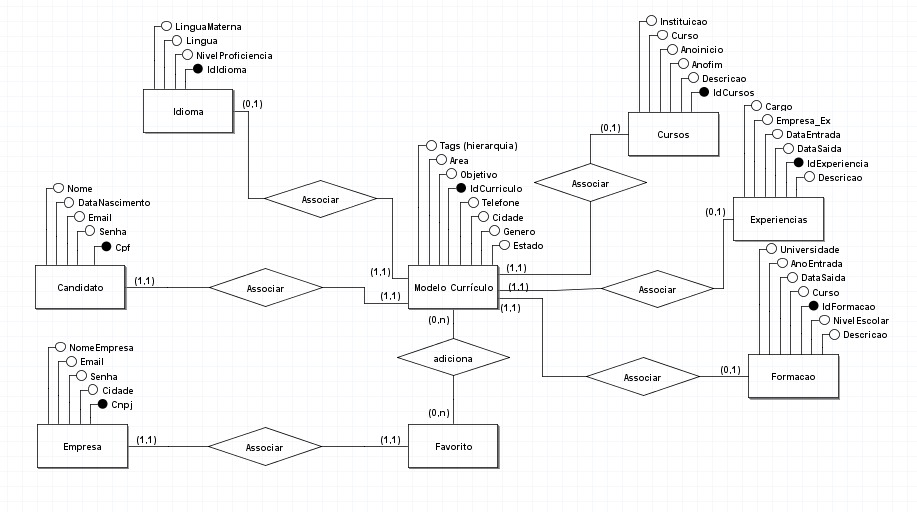 LinguaMaterna
Lingua
NivelProficiencia
IdIdioma
Idioma
(0,1)
Associar
(1,1)
Instituicao
Curso
Anoinicio
Anofim
Descricao
IdCursos
Cursos
(0,1)
Associar
(1,1)
Cargo
Empresa_Ex
DataEntrada
DataSaida
IdExperiencia
Descricao
Experiencias
(0,1)
Associar
(1,1)
Tags (hierarquia)
Area
Objetivo
IdCurriculo
Telefone
Cidade
Genero
Estado
Modelo Currículo
Nome
DataNascimento
Email
Senha
Cpf
Candidato
(1,1)
Associar
(1,1)
Universidade
AnoEntrada
DataSaida
Curso
IdFormacao
Nivel Escolar
Descricao
Formacao
(0,1)
Associar
(1,1)
(0,n)
adiciona
(0,n)
NomeEmpresa
Email
Senha
Cidade
Cnpj
Empresa
(1,1)
Associar
(1,1)
Favorito